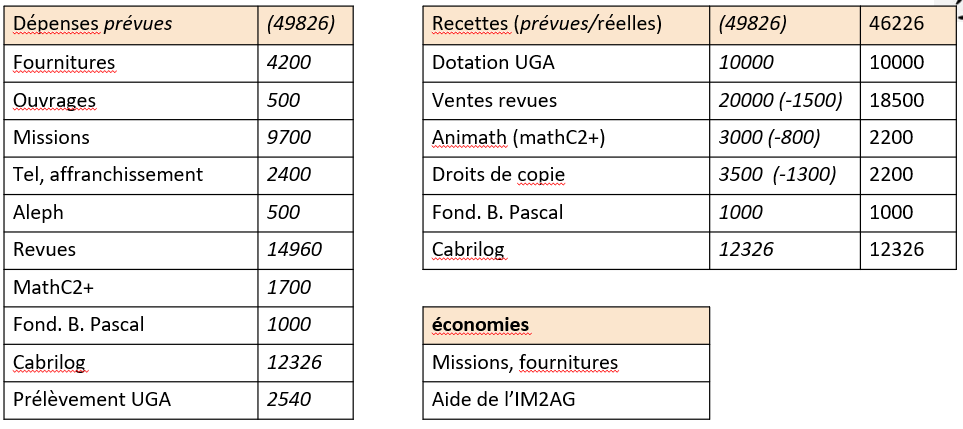 Dépenses prévues (49826)
Fournitures 4200
Ouvrages 500
Missions 9700
Tel, affranchissement 2400
Aleph 500
Revues 14960
MathC2+ 1700
Fond. B. Pascal 1000
Cabrilog 12326
Prélèvement UGA 2540
Recettes (prévues/réelles) (49826) 46226
Dotation UGA 10000 10000
Ventes revues 20000 (-1500) 18500
Animath (mathC2+) 3000 (-800) 2200
Droits de copie 3500 (-1300) 2200
Fond. B. Pascal 1000 1000
Cabrilog 12326 12326
économies
Missions, fournitures
Aide de l’IM2AG